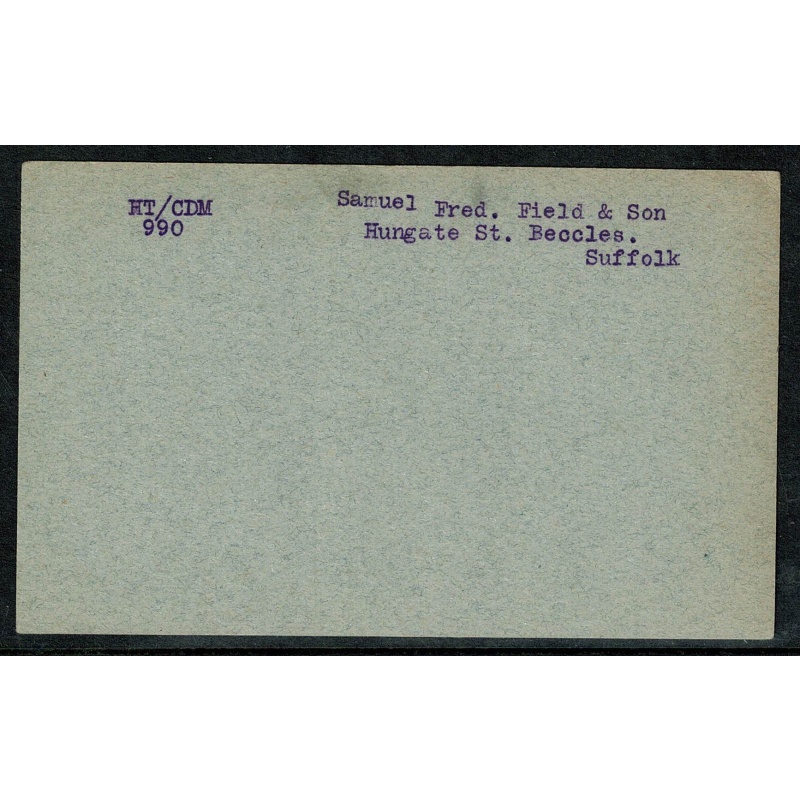 HT/CDM
990
Samuel Fred. Field & Son
Hungate St. Beccles.
Suffolk